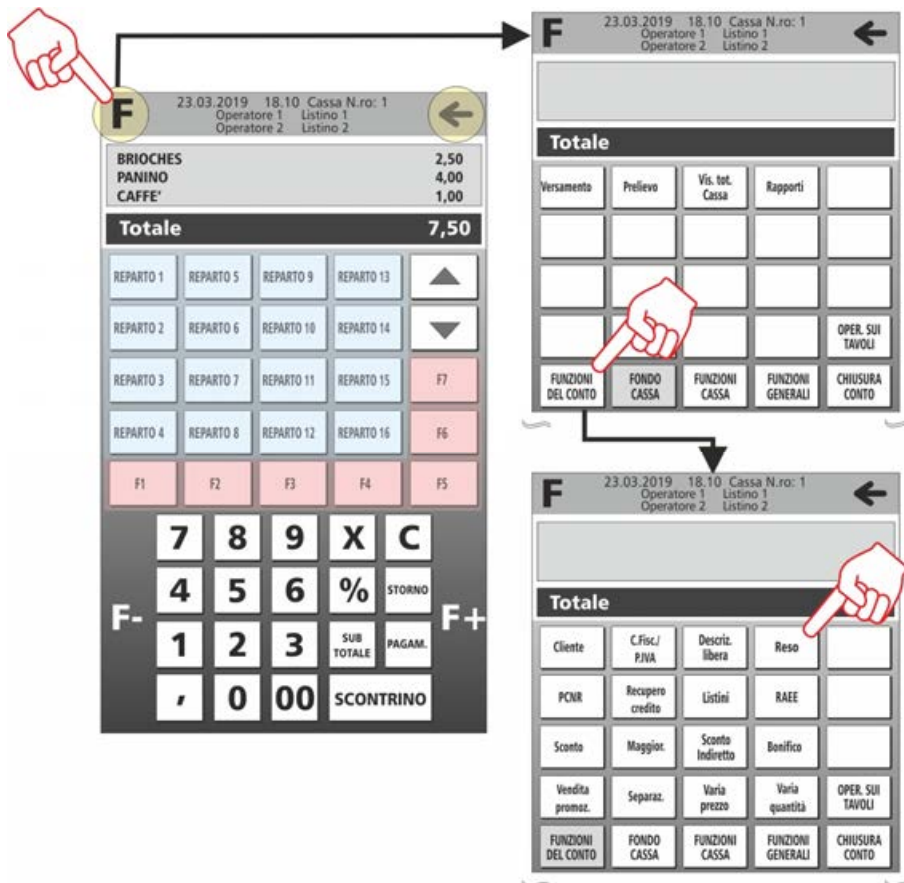 F
23.03.2019 18.10 Cassa N.ro: 1
Operatore 1 Listino 1
Operatore 2 Listino 2
BRIOCHES 2,50
PANINO 4,00
CAFFE' 1,00
Totale 7,50
REPARTO 1 REPARTO 5 REPARTO 9 REPARTO 13
REPARTO 2 REPARTO 6 REPARTO 10 REPARTO 14
REPARTO 3 REPARTO 7 REPARTO 11 REPARTO 15 F7
REPARTO 4 REPARTO 8 REPARTO 12 REPARTO 16 F6
F1 F2 F3 F4 F5
7 8 9 X C
4 5 6 % STORNO
F- F+
1 2 3 SUB TOTALE PAGAM.
, 0 00 SCONTRINO
F
23.03.2019 18.10 Cassa N.ro: 1
Operatore 1 Listino 1
Operatore 2 Listino 2
Totale
Versamento Prelievo Vis. tot. Cassa Rapporti
OPER. SUI TAVOLI
FUNZIONI DEL CONTO FONDO CASSA FUNZIONI CASSA FUNZIONI GENERALI CHIUSURA CONTO
F
23.03.2019 18.10 Cassa N.ro: 1
Operatore 1 Listino 1
Operatore 2 Listino 2
Totale
Cliente C.Fisc./ P.IVA Descriz. libera Reso
PCNR Recupero credito Listini RAEE
Sconto Maggior. Sconto Indiretto Bonifico
Vendita promoz. Separaz. Varia prezzo Varia quantità OPER. SUI TAVOLI
FUNZIONI DEL CONTO FONDO CASSA FUNZIONI CASSA FUNZIONI GENERALI CHIUSURA CONTO